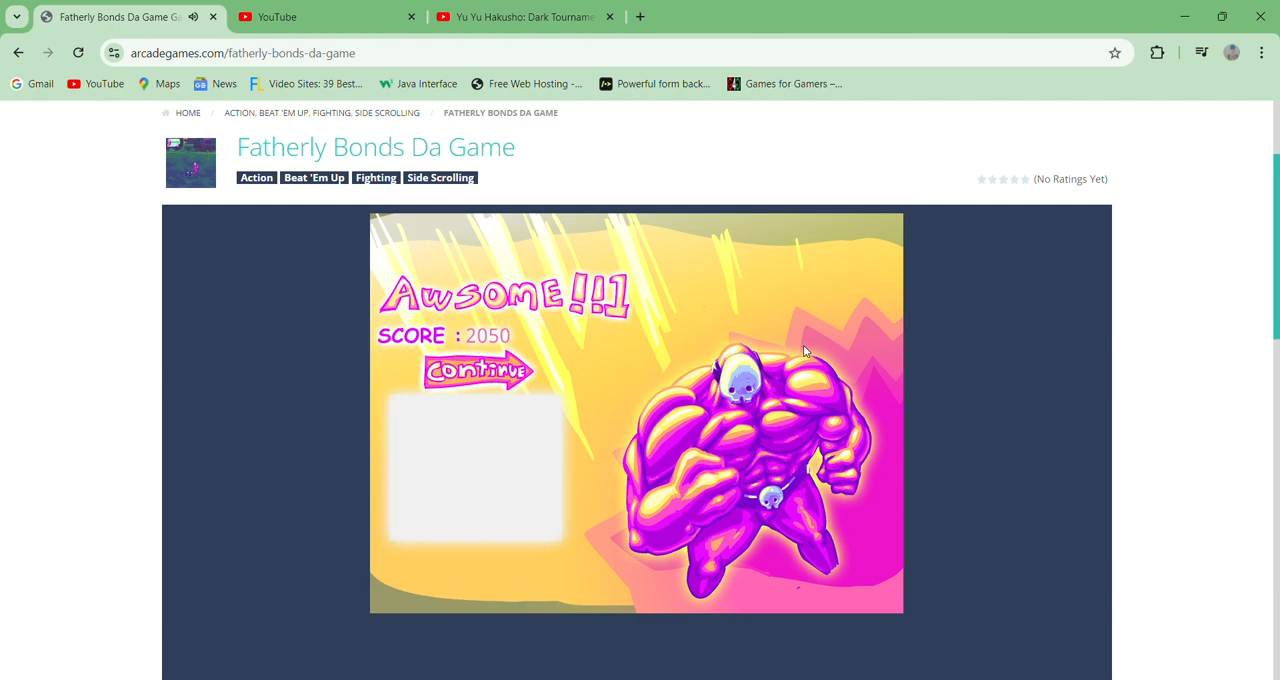 Fatherly Bonds Da Game Ga
YouTube
Yu Yu Hakusho: Dark Tourname
arcadegames.com/fatherly-bonds-da-game
Gmail
YouTube
Maps
News
Video Sites: 39 Best...
Java Interface
Free Web Hosting -...
Powerful form back...
Games for Gamers –...
HOME / ACTION, BEAT 'EM UP, FIGHTING, SIDE SCROLLING / FATHERLY BONDS DA GAME
Fatherly Bonds Da Game
Action Beat 'Em Up Fighting Side Scrolling
(No Ratings Yet)
AWSOME!!1
SCORE : 2050
Continue